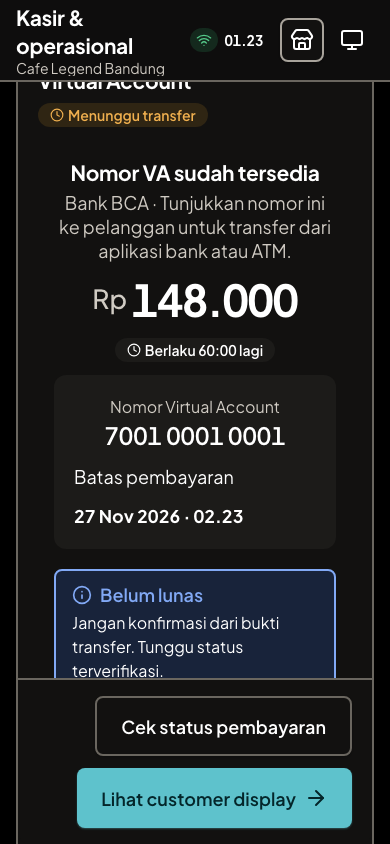 Kasir &
operasional
Cafe Legend Bandung
01.23
Virtual Account
Menunggu transfer
Nomor VA sudah tersedia
Bank BCA · Tunjukkan nomor ini
ke pelanggan untuk transfer dari
aplikasi bank atau ATM.
Rp 148.000
Berlaku 60:00 lagi
Nomor Virtual Account
7001 0001 0001
Batas pembayaran
27 Nov 2026 · 02.23
Belum lunas
Jangan konfirmasi dari bukti
transfer. Tunggu status
terverifikasi.
Cek status pembayaran
Lihat customer display